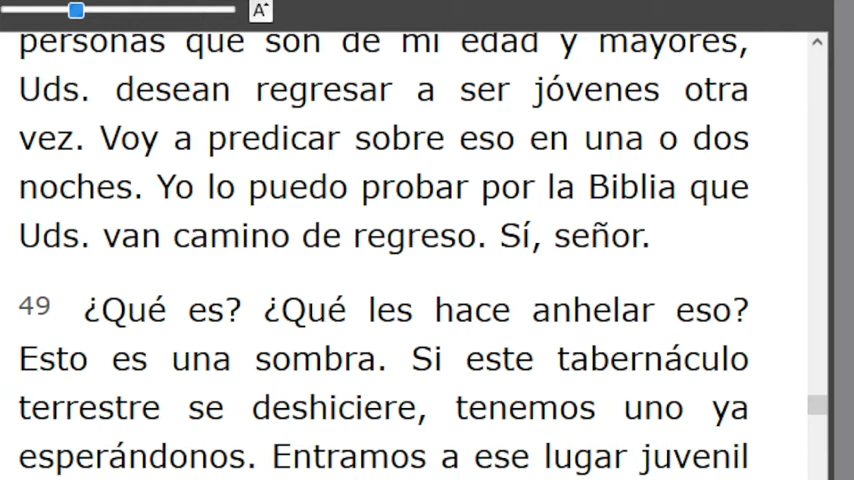 A
personas que son de mi edad y mayores,
Uds. desean regresar a ser jóvenes otra
vez. Voy a predicar sobre eso en una o dos
noches. Yo lo puedo probar por la Biblia que
Uds. van camino de regreso. Sí, señor.
49 ¿Qué es? ¿Qué les hace anhelar eso?
Esto es una sombra. Si este tabernáculo
terrestre se deshiciere, tenemos uno ya
esperándonos. Entramos a ese lugar juvenil